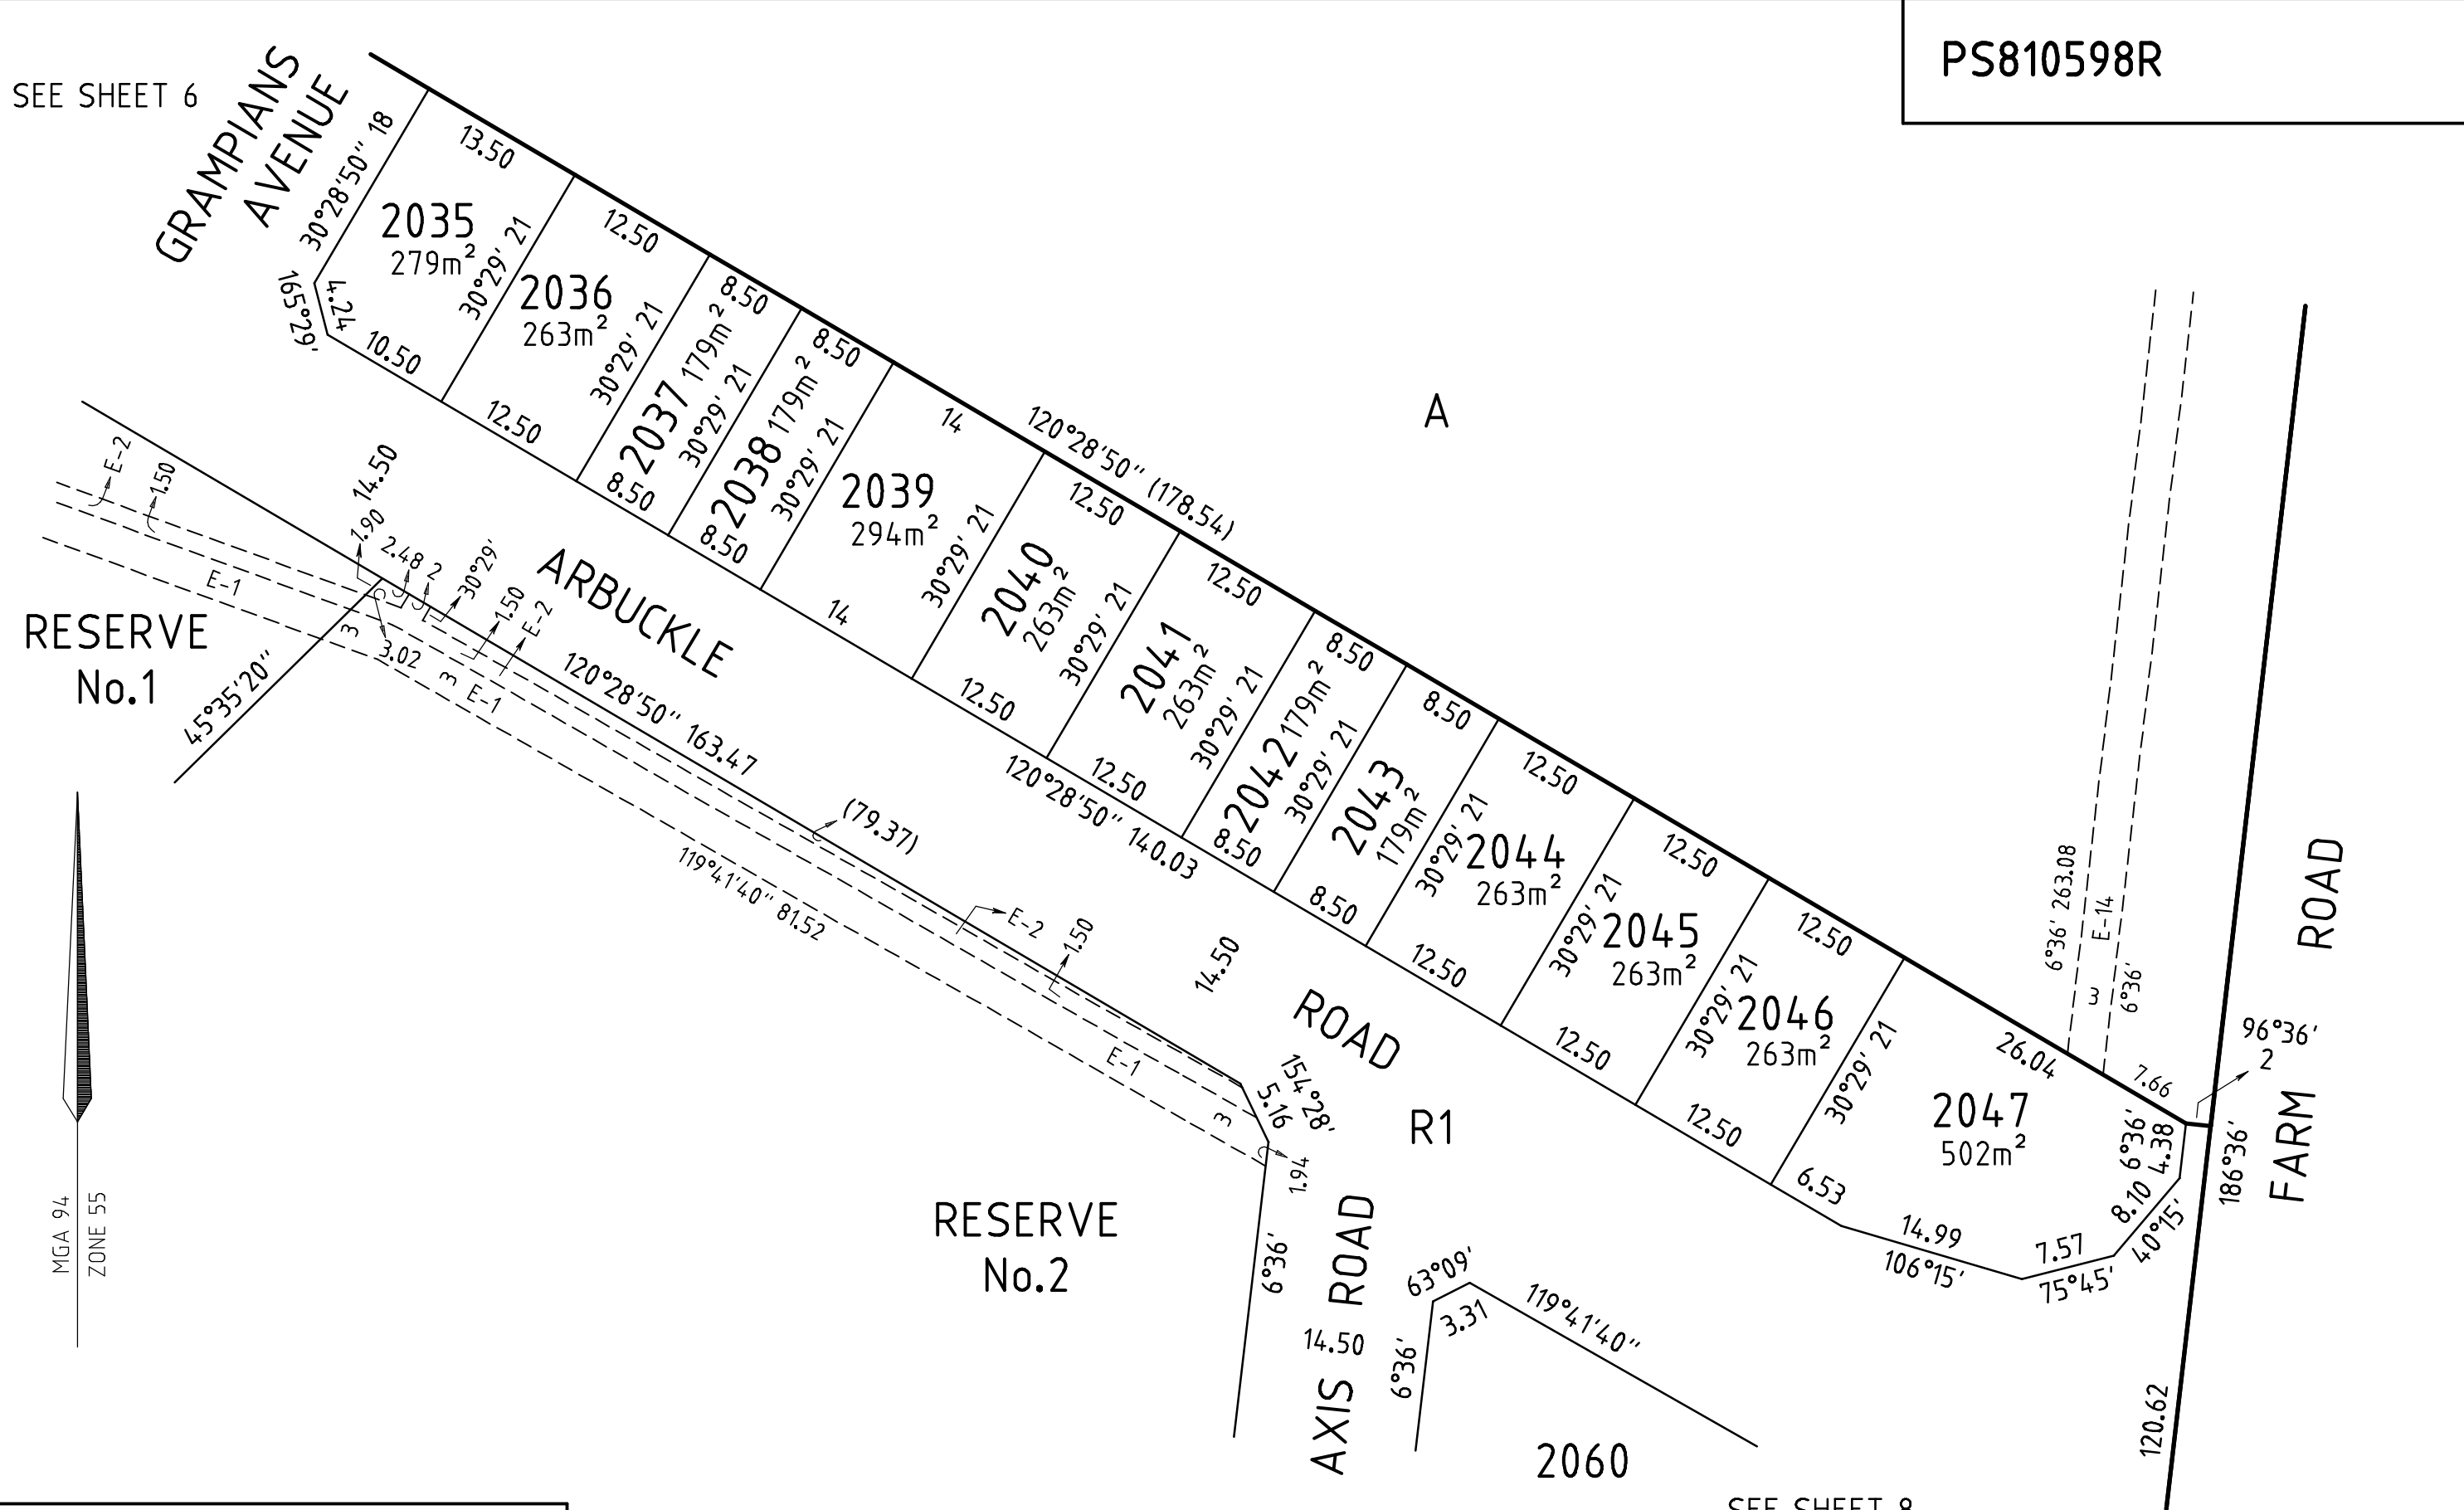 PS810598R
SEE SHEET 6
GRAMPIANS
AVENUE
30°28'50" 18
165°29'
4.24
10.50
13.50
2035
279m²
30°29' 21
12.50
2036
263m²
12.50
30°29' 21
8.50
2037 179m²
8.50
30°29' 21
8.50
2038 179m²
8.50
30°29' 21
14
2039
294m²
14
30°29' 21
120°28'50" (178.54)
A
12.50
2040
263m²
12.50
30°29' 21
12.50
2041
263m²
12.50
30°29' 21
8.50
2042 179m²
8.50
30°29' 21
8.50
2043
179m²
8.50
30°29' 21
12.50
2044
263m²
12.50
30°29' 21
12.50
2045
263m²
12.50
30°29' 21
12.50
2046
263m²
12.50
30°29' 21
26.04
7.66
2047
502m²
6.53
14.99
106°15'
7.57
75°45'
8.10
40°15'
6°36'
4.38
96°36'
2
186°36'
120.62
FARM ROAD
6°36' 263.08
E-14
3
6°36'
120°28'50" 140.03
E-2
1.50
14.50
1.90
2.48
2
30°29'
1.50
E-2
E-1
3
3.02
3
E-1
RESERVE
No.1
45°35'20"
ARBUCKLE
ROAD
120°28'50" 163.47
(79.37)
119°41'40" 81.52
E-2
1.50
14.50
E-1
3
154°28'
5.16
1.94
R1
RESERVE
No.2
6°36'
AXIS ROAD
14.50
6°36'
63°09'
3.31
119°41'40"
2060
MGA 94
ZONE 55
SEE SHEET 8